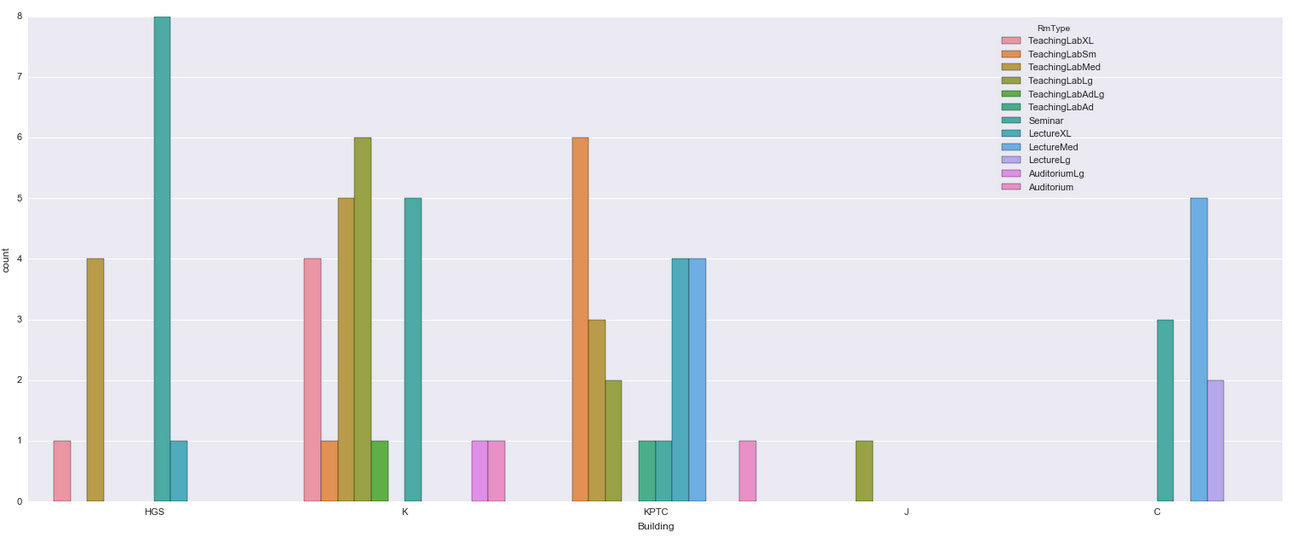 8
7
6
5
4
3
2
1
0
count
HGS
K
KPTC
J
C
Building
RmType
TeachingLabXL
TeachingLabSm
TeachingLabMed
TeachingLabLg
TeachingLabAdLg
TeachingLabAd
Seminar
LectureXL
LectureMed
LectureLg
AuditoriumLg
Auditorium